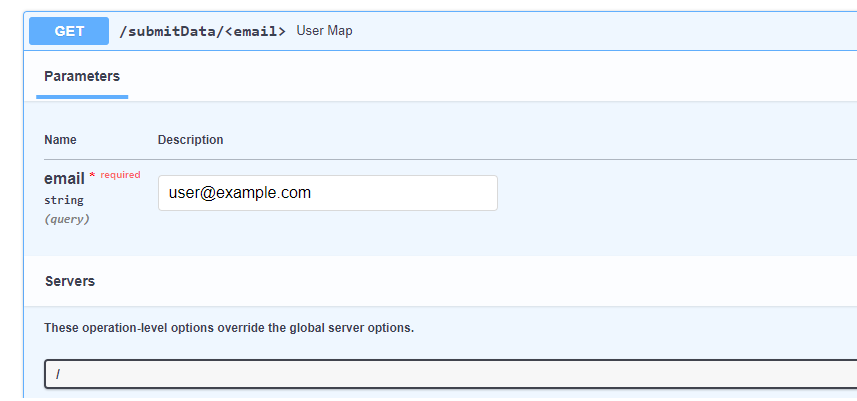 GET /submitData/<email> User Map
Parameters
Name Description
email * required
string
(query)
user@example.com
Servers
These operation-level options override the global server options.
/